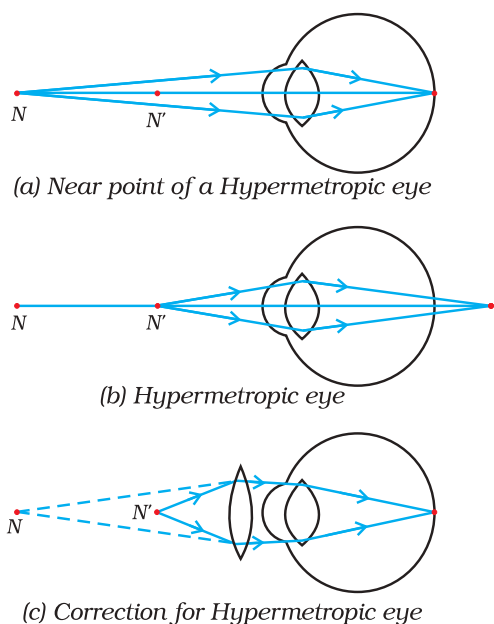 N
N′
(a) Near point of a Hypermetropic eye
N
N′
(b) Hypermetropic eye
N
N′
(c) Correction for Hypermetropic eye